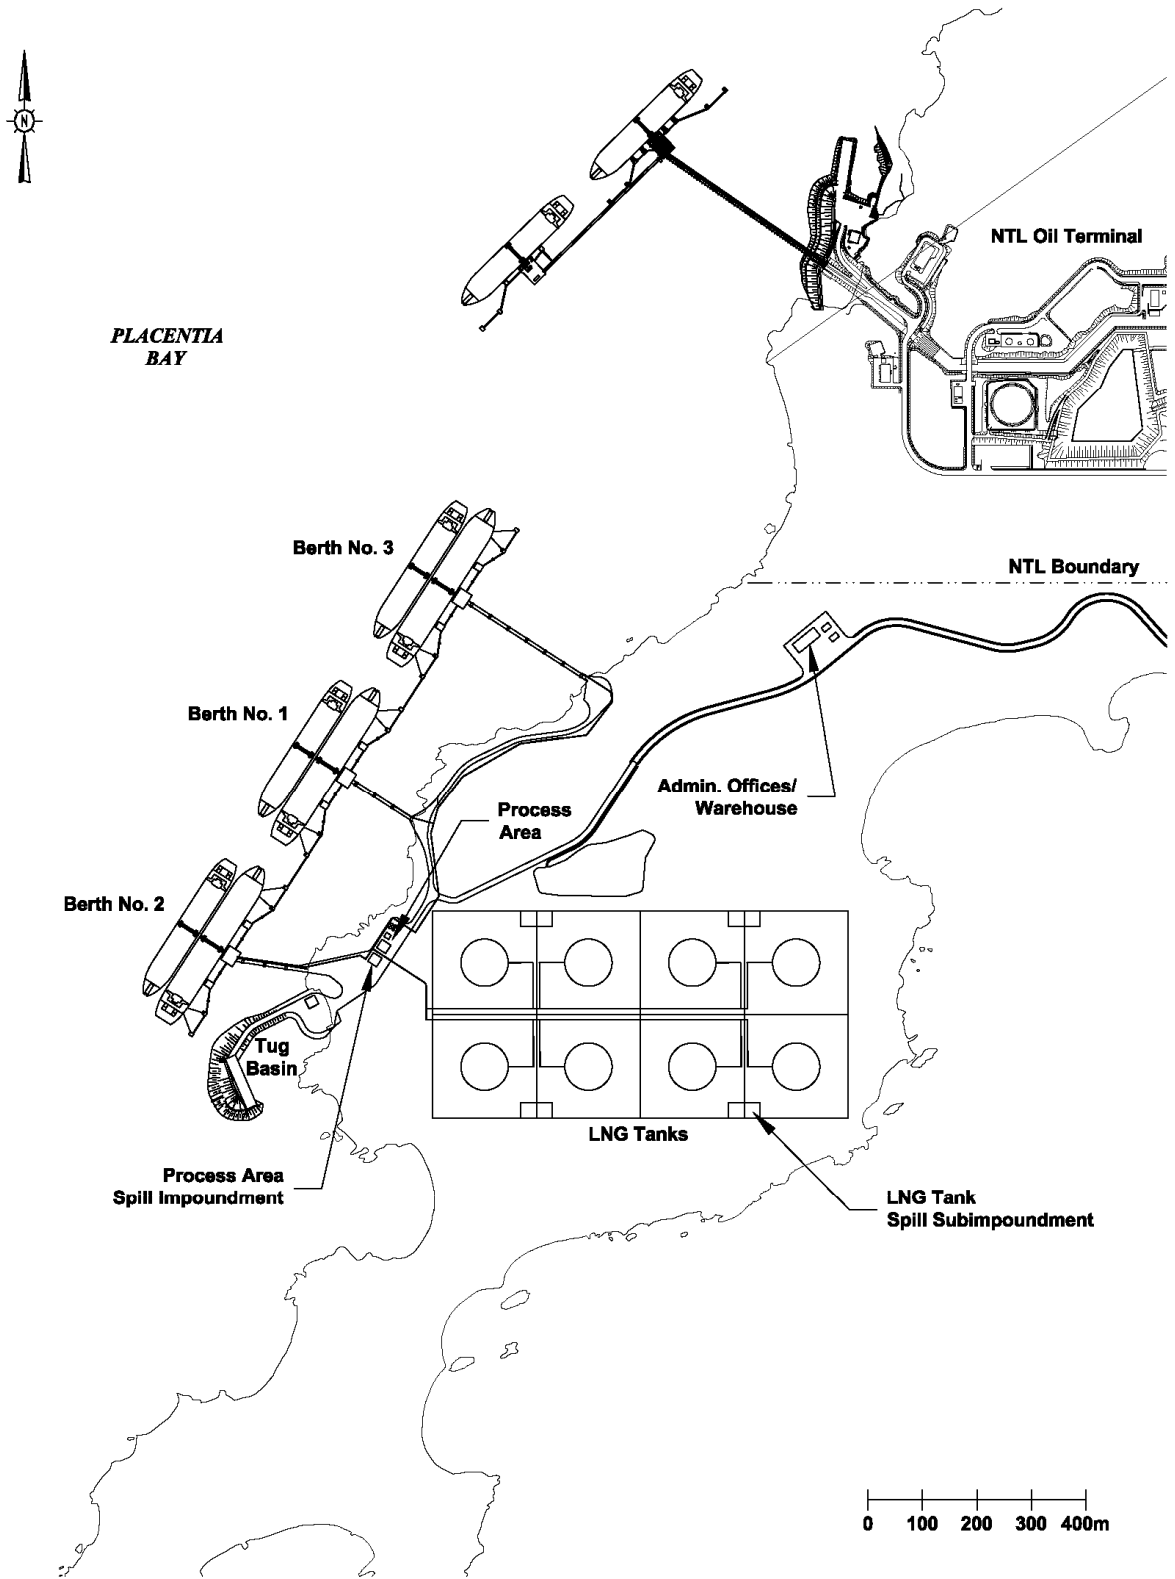 N
NTL Oil Terminal
PLACENTIA
BAY
Berth No. 3
NTL Boundary
Berth No. 1
Admin. Offices/
Warehouse
Process
Area
Berth No. 2
Tug
Basin
LNG Tanks
Process Area
Spill Impoundment
LNG Tank
Spill Subimpoundment
0 100 200 300 400m